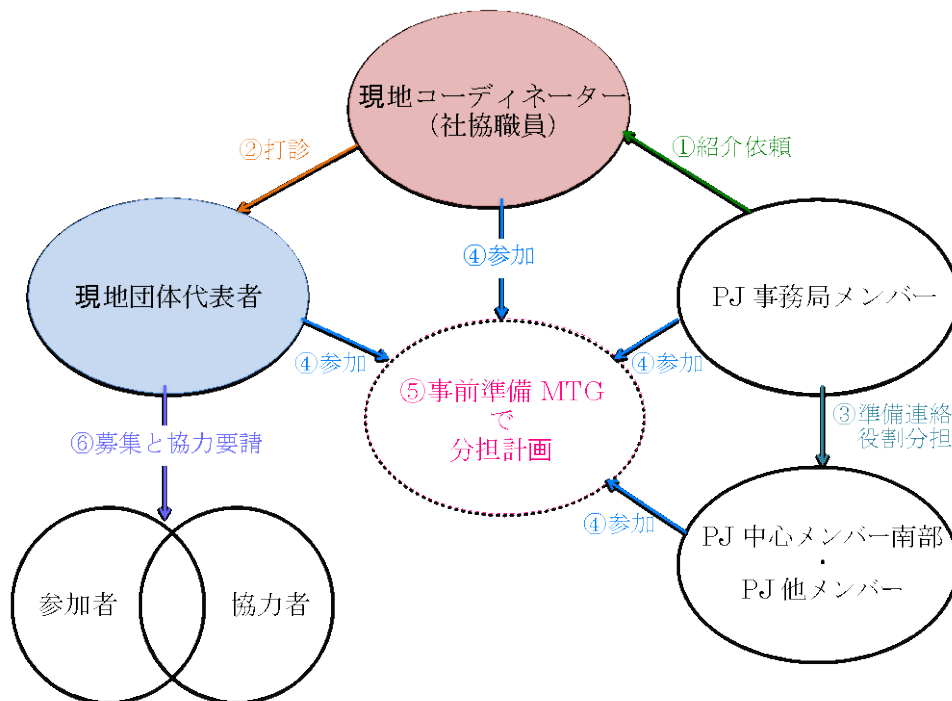 現地コーディネーター
(社協職員)
②打診
①紹介依頼
④参加
現地団体代表者
PJ 事務局メンバー
④参加
④参加
⑤事前準備 MTG
で
分担計画
③準備連絡
役割分担
⑥募集と協力要請
④参加
PJ 中心メンバー南部
・
PJ 他メンバー
参加者
協力者